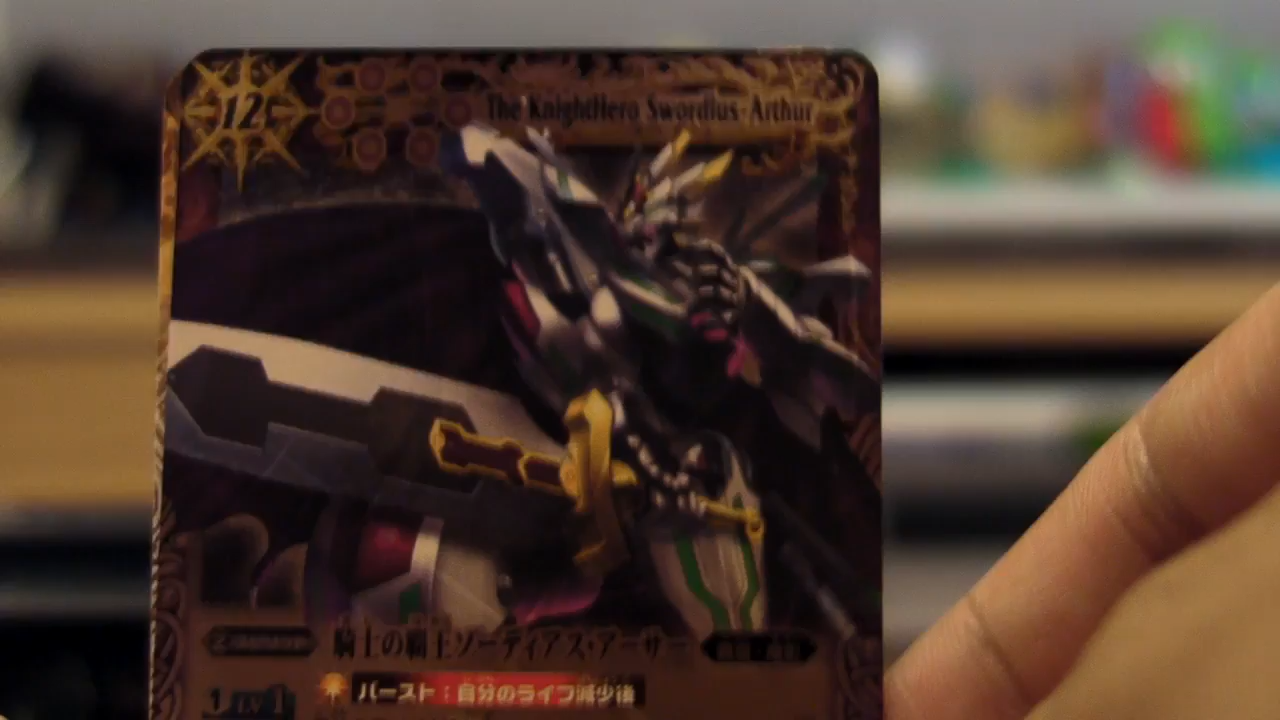 12
The KnightHero Swordius-Arthur
騎士の覇王ソーディアス・アーサー
1 LV1
バースト：自分のライフ減少後